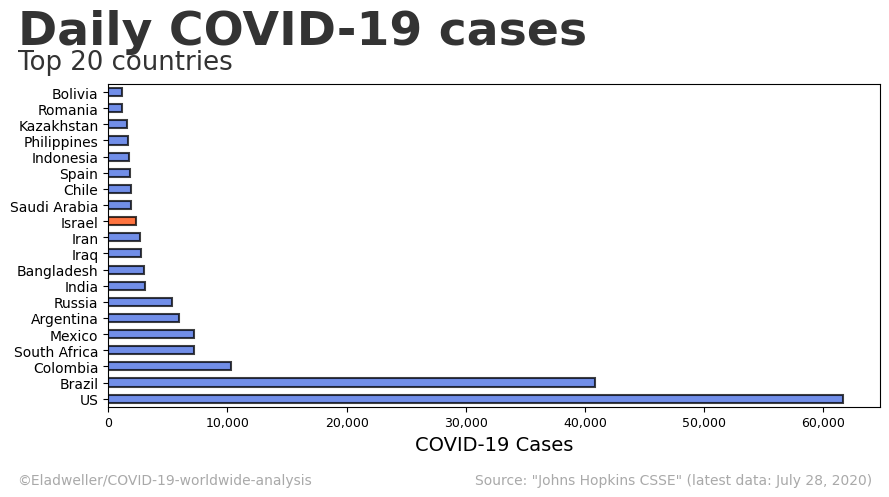 Daily COVID-19 cases
Top 20 countries
Bolivia
Romania
Kazakhstan
Philippines
Indonesia
Spain
Chile
Saudi Arabia
Israel
Iran
Iraq
Bangladesh
India
Russia
Argentina
Mexico
South Africa
Colombia
Brazil
US
0 10,000 20,000 30,000 40,000 50,000 60,000
COVID-19 Cases
©Eladweller/COVID-19-worldwide-analysis Source: "Johns Hopkins CSSE" (latest data: July 28, 2020)